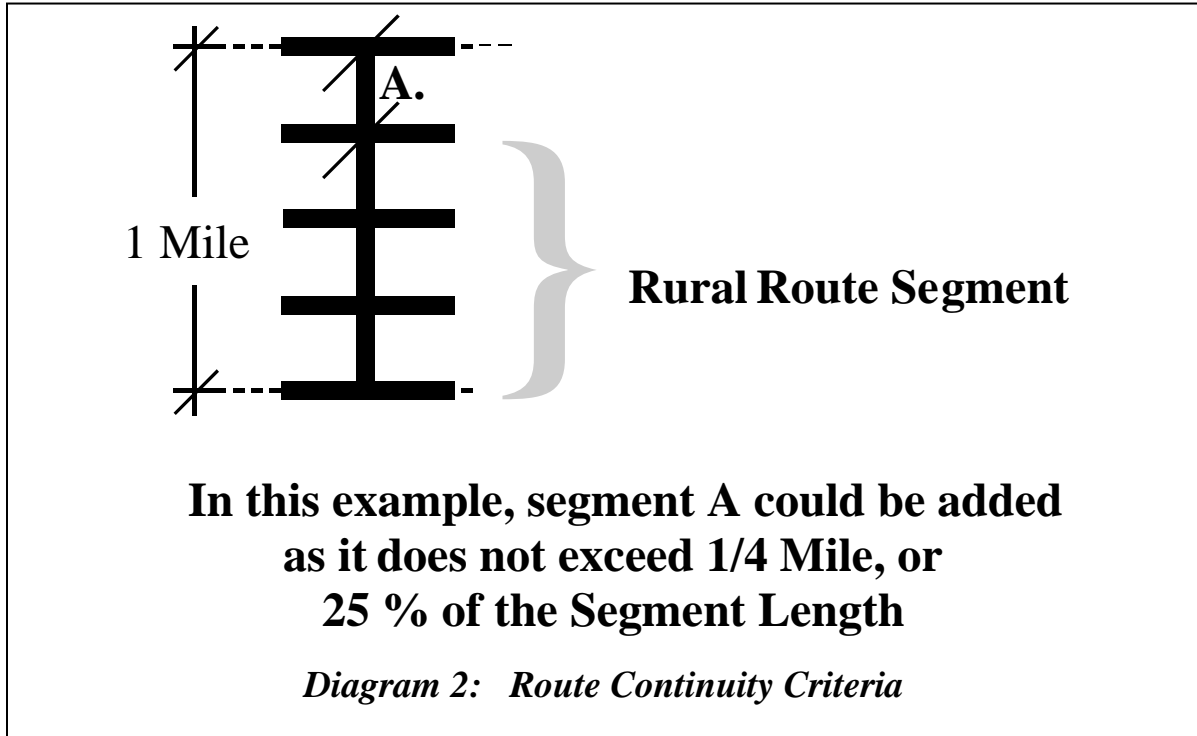 A.
1 Mile
Rural Route Segment
In this example, segment A could be added
as it does not exceed 1/4 Mile, or
25 % of the Segment Length
Diagram 2: Route Continuity Criteria